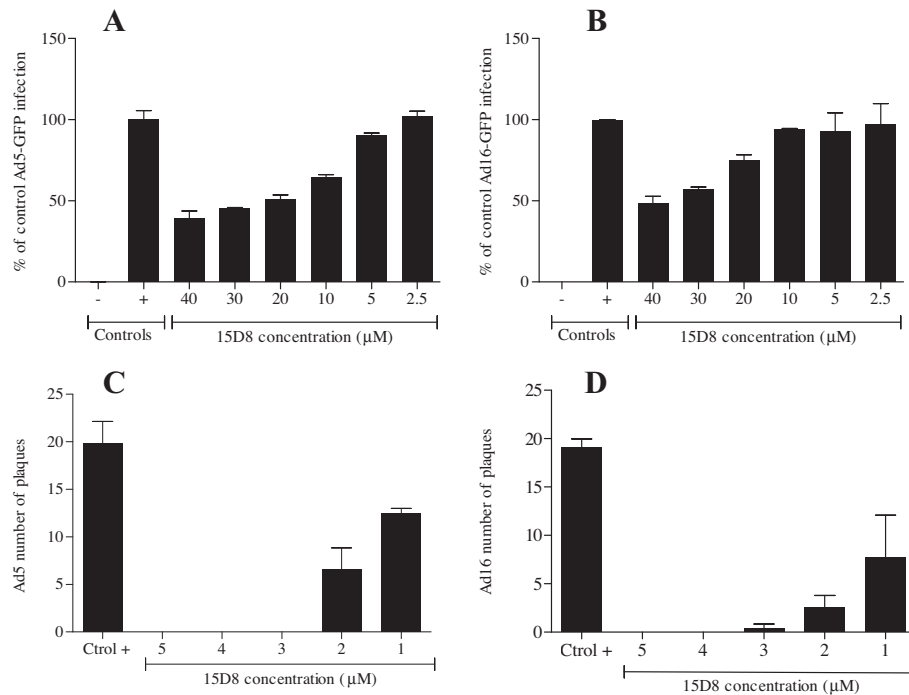 A
% of control Ad5-GFP infection
150
100
50
0
- + 40 30 20 10 5 2.5
Controls 15D8 concentration (µM)
B
% of control Ad16-GFP infection
150
100
50
0
- + 40 30 20 10 5 2.5
Controls 15D8 concentration (µM)
C
Ad5 number of plaques
25
20
15
10
5
0
Ctrol + 5 4 3 2 1
15D8 concentration (µM)
D
Ad16 number of plaques
25
20
15
10
5
0
Ctrol + 5 4 3 2 1
15D8 concentration (µM)